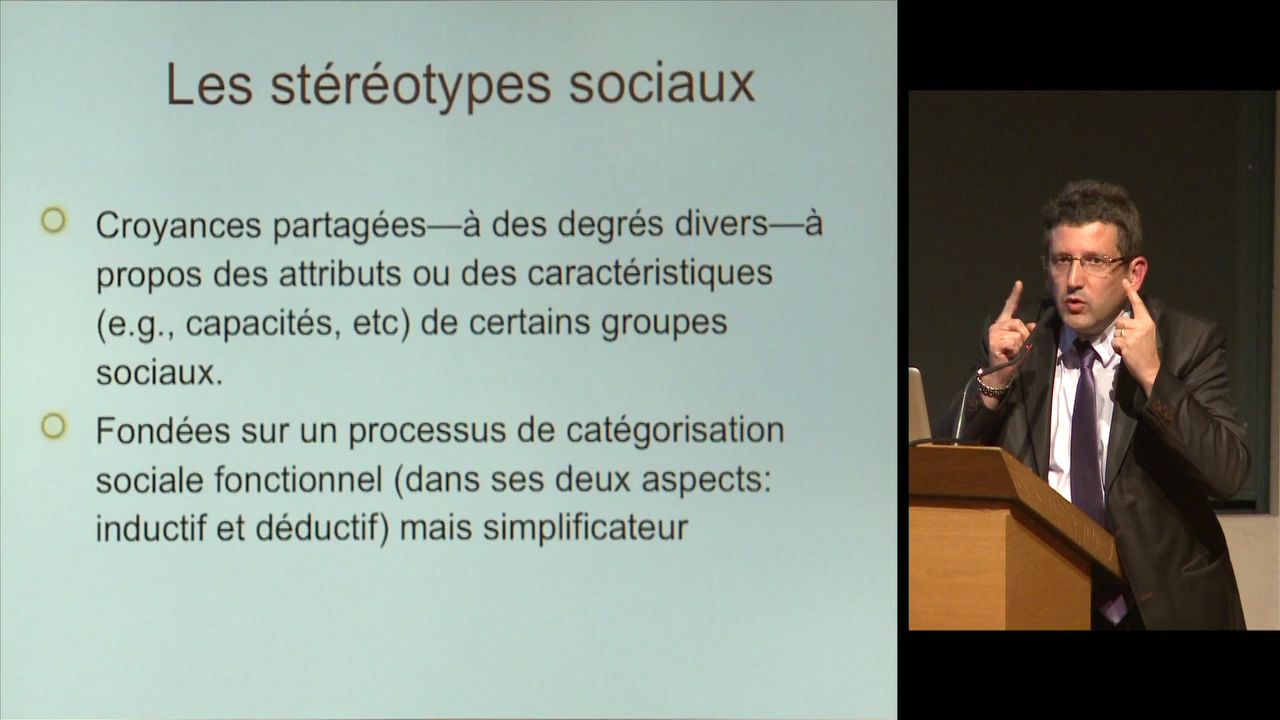 Les stéréotypes sociaux
Croyances partagées—à des degrés divers—à
propos des attributs ou des caractéristiques
(e.g., capacités, etc) de certains groupes
sociaux.
Fondées sur un processus de catégorisation
sociale fonctionnel (dans ses deux aspects:
inductif et déductif) mais simplificateur